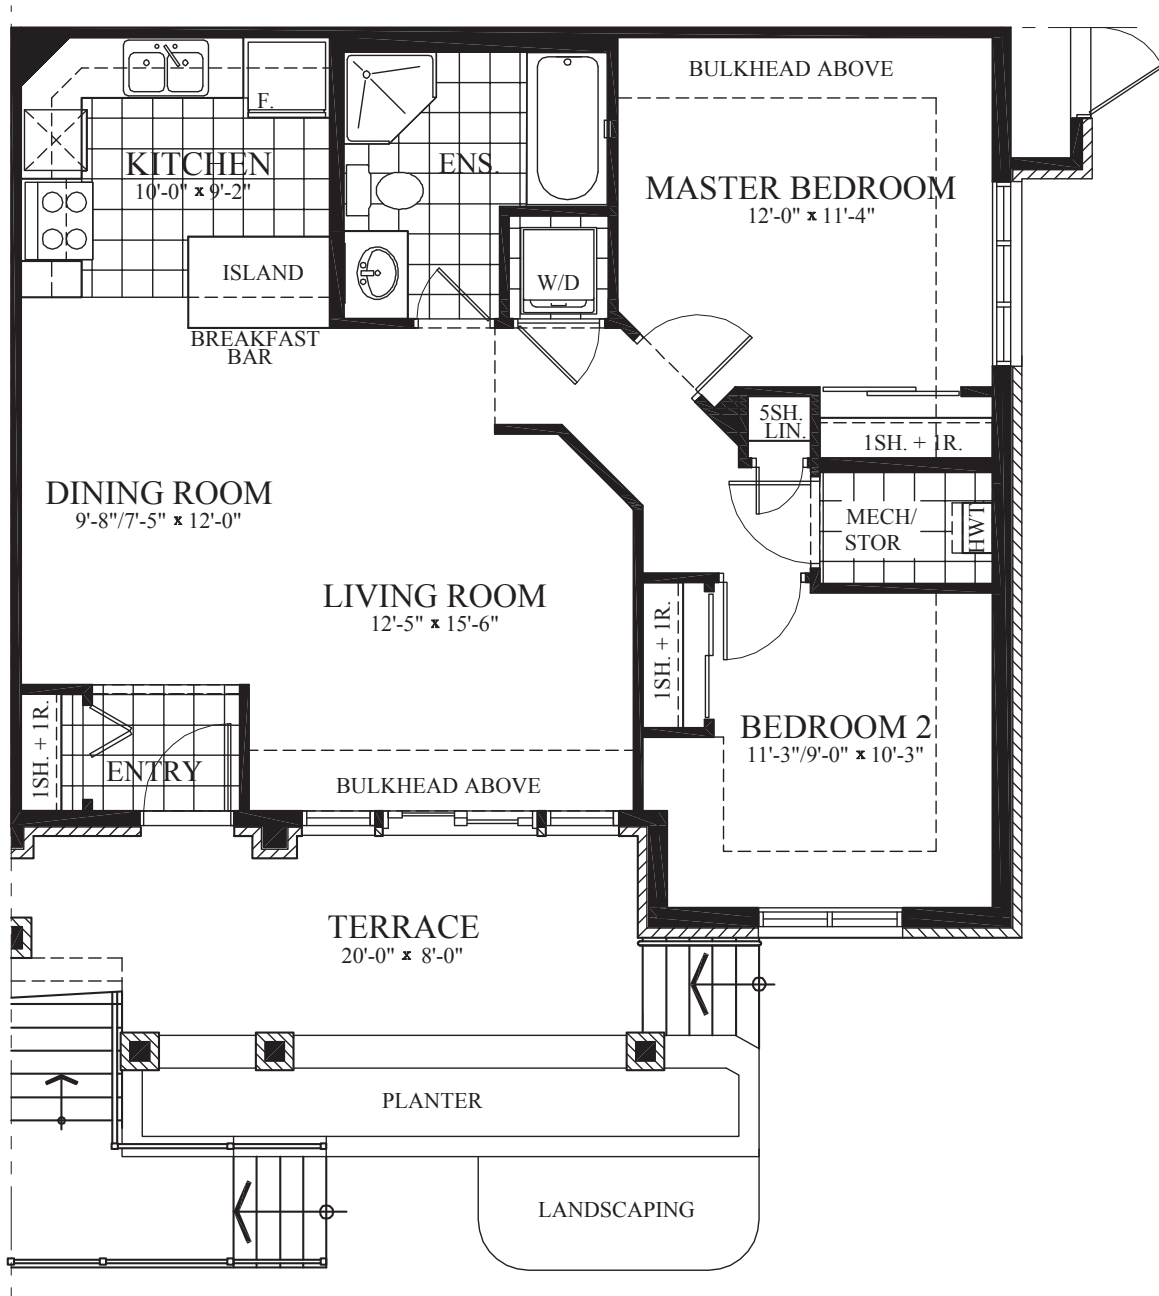 BULKHEAD ABOVE
F.
KITCHEN
10'-0" x 9'-2"
ENS.
MASTER BEDROOM
12'-0" x 11'-4"
ISLAND
W/D
BREAKFAST
BAR
5SH.
LIN.
1SH. + 1R.
DINING ROOM
9'-8"/7'-5" x 12'-0"
MECH/
STOR
HWT
LIVING ROOM
12'-5" x 15'-6"
1SH. + 1R.
BEDROOM 2
11'-3"/9'-0" x 10'-3"
1SH. + 1R.
ENTRY
BULKHEAD ABOVE
TERRACE
20'-0" x 8'-0"
PLANTER
LANDSCAPING